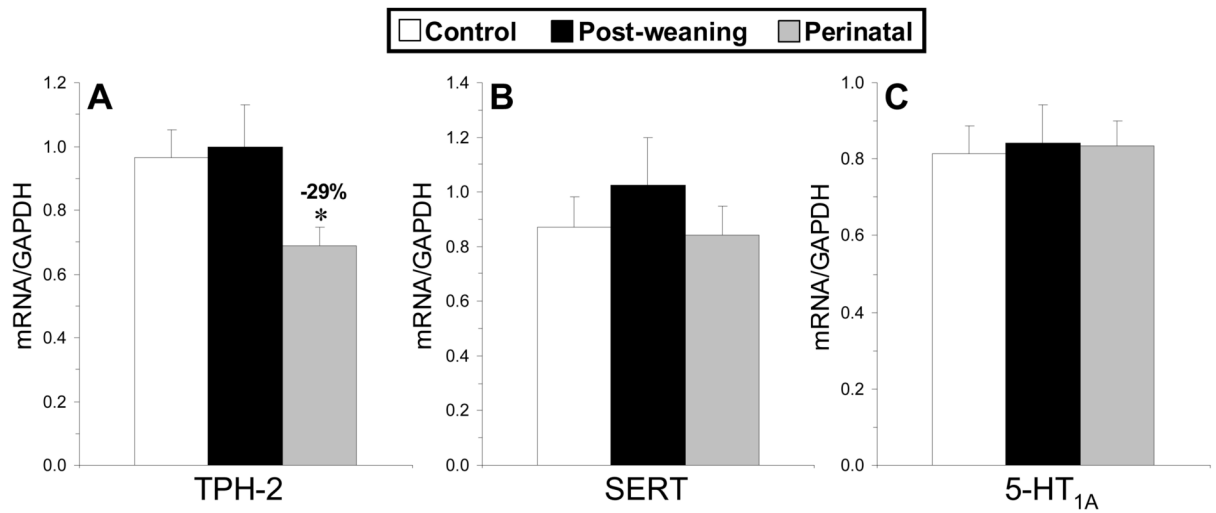 Control Post-weaning Perinatal
A
mRNA/GAPDH
1.2
1.0
0.8
0.6
0.4
0.2
0.0
-29%
*
TPH-2
B
mRNA/GAPDH
1.4
1.2
1.0
0.8
0.6
0.4
0.2
0.0
SERT
C
mRNA/GAPDH
1.0
0.8
0.6
0.4
0.2
0.0
5-HT1A